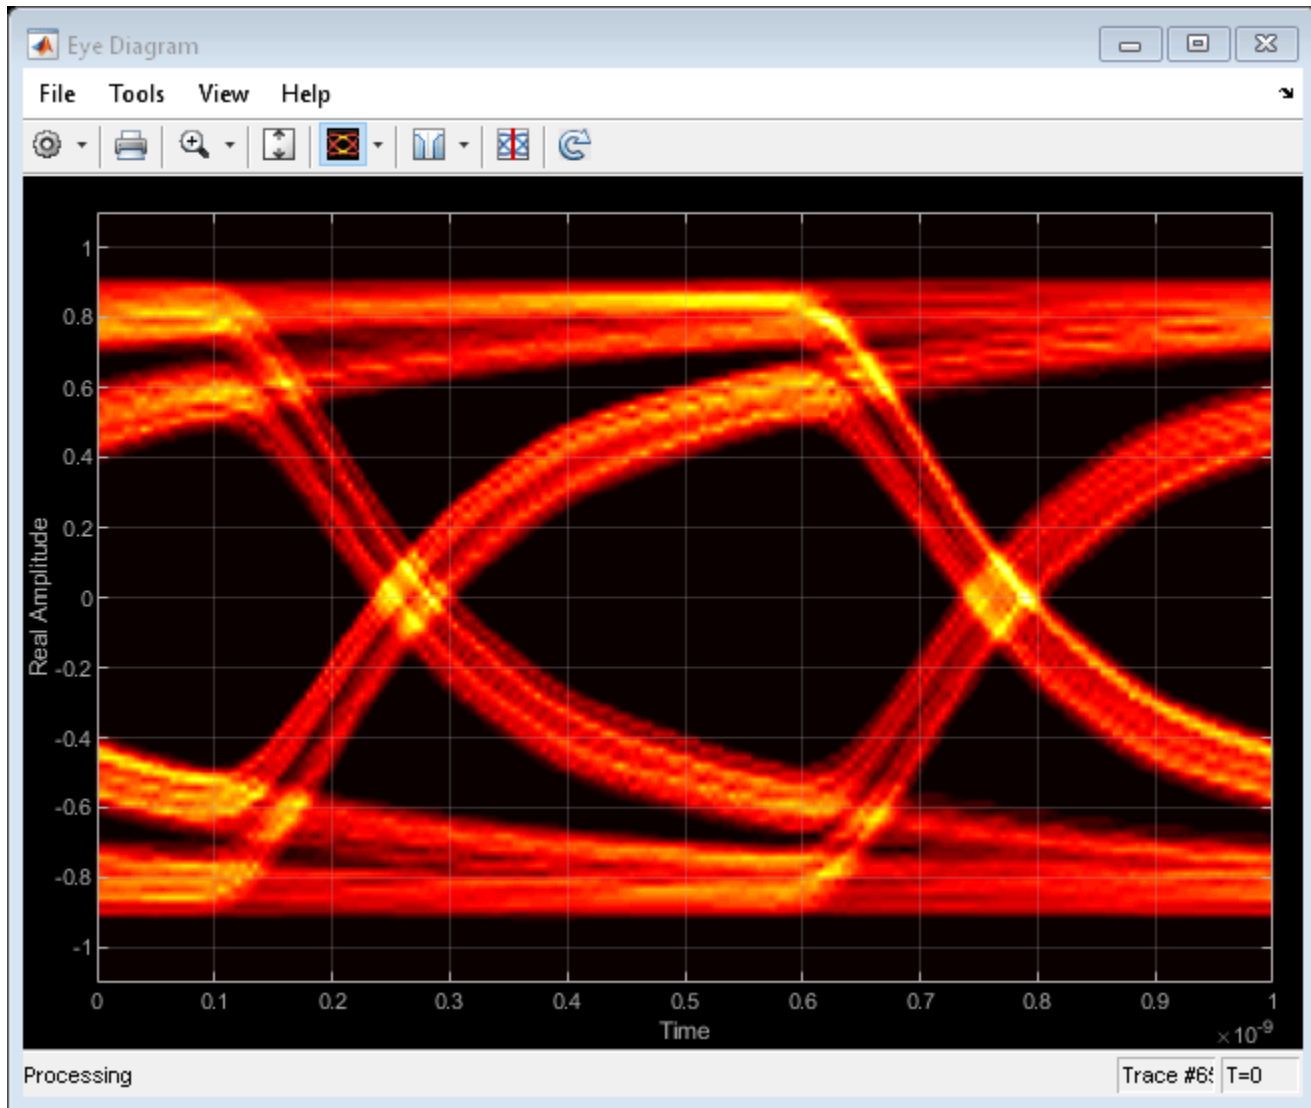 Eye Diagram
File Tools View Help
1
0.8
0.6
0.4
0.2
0
-0.2
-0.4
-0.6
-0.8
-1
Real Amplitude
0 0.1 0.2 0.3 0.4 0.5 0.6 0.7 0.8 0.9 1
Time
×10⁻⁹
Processing
Trace T=0